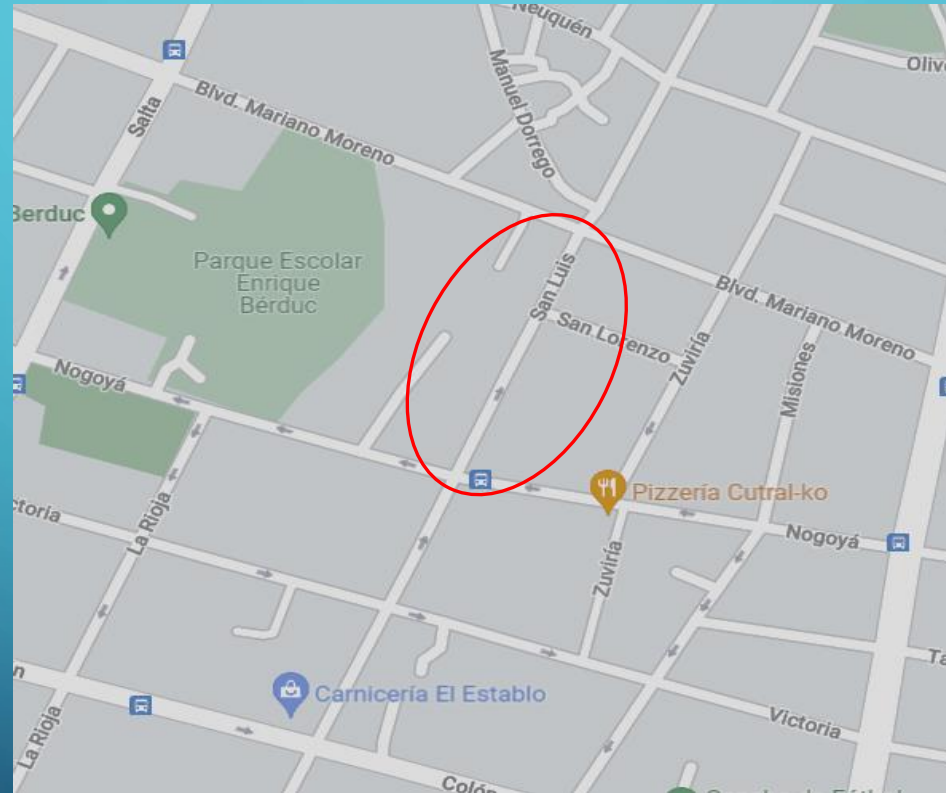 Neuquén
Olive
Manuel Dorrego
Salta
Blvd. Mariano Moreno
Berduc
Parque Escolar
Enrique
Bérduc
San Luis
San Lorenzo
Blvd. Mariano Moreno
Zuviría
Misiones
Nogoyá
Pizzería Cutral-ko
ctoria
La Rioja
Nogoyá
Zuviría
Carnicería El Establo
Victoria
La Rioja
Colón